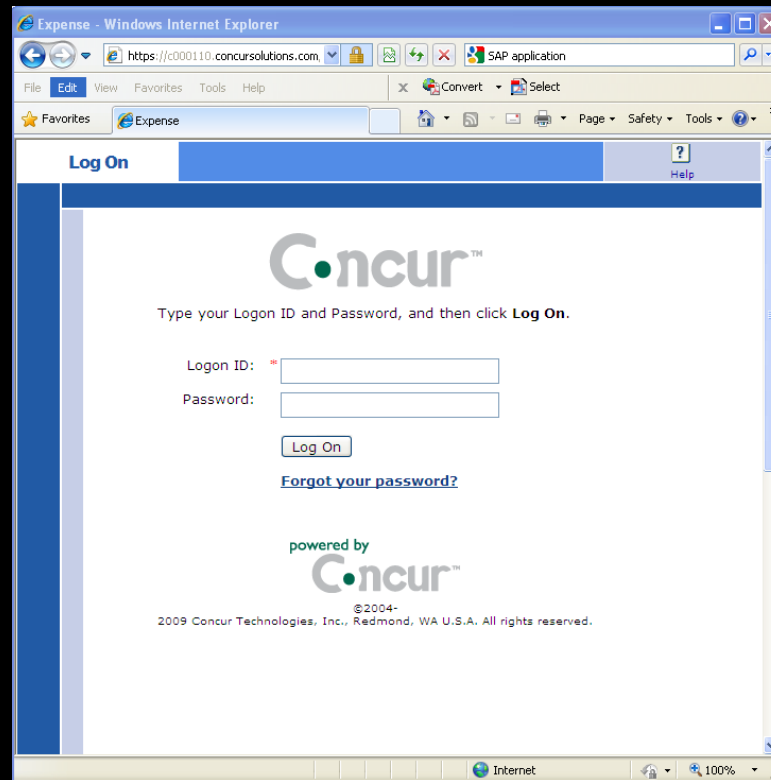 Expense - Windows Internet Explorer
https://c000110.concursolutions.com, SAP application
File Edit View Favorites Tools Help x Convert Select
Favorites Expense Page Safety Tools
Log On Help
Concur™
Type your Logon ID and Password, and then click Log On.
Logon ID: *
Password:
Log On
Forgot your password?
powered by
Concur™
©2004-
2009 Concur Technologies, Inc., Redmond, WA U.S.A. All rights reserved.
Internet 100%